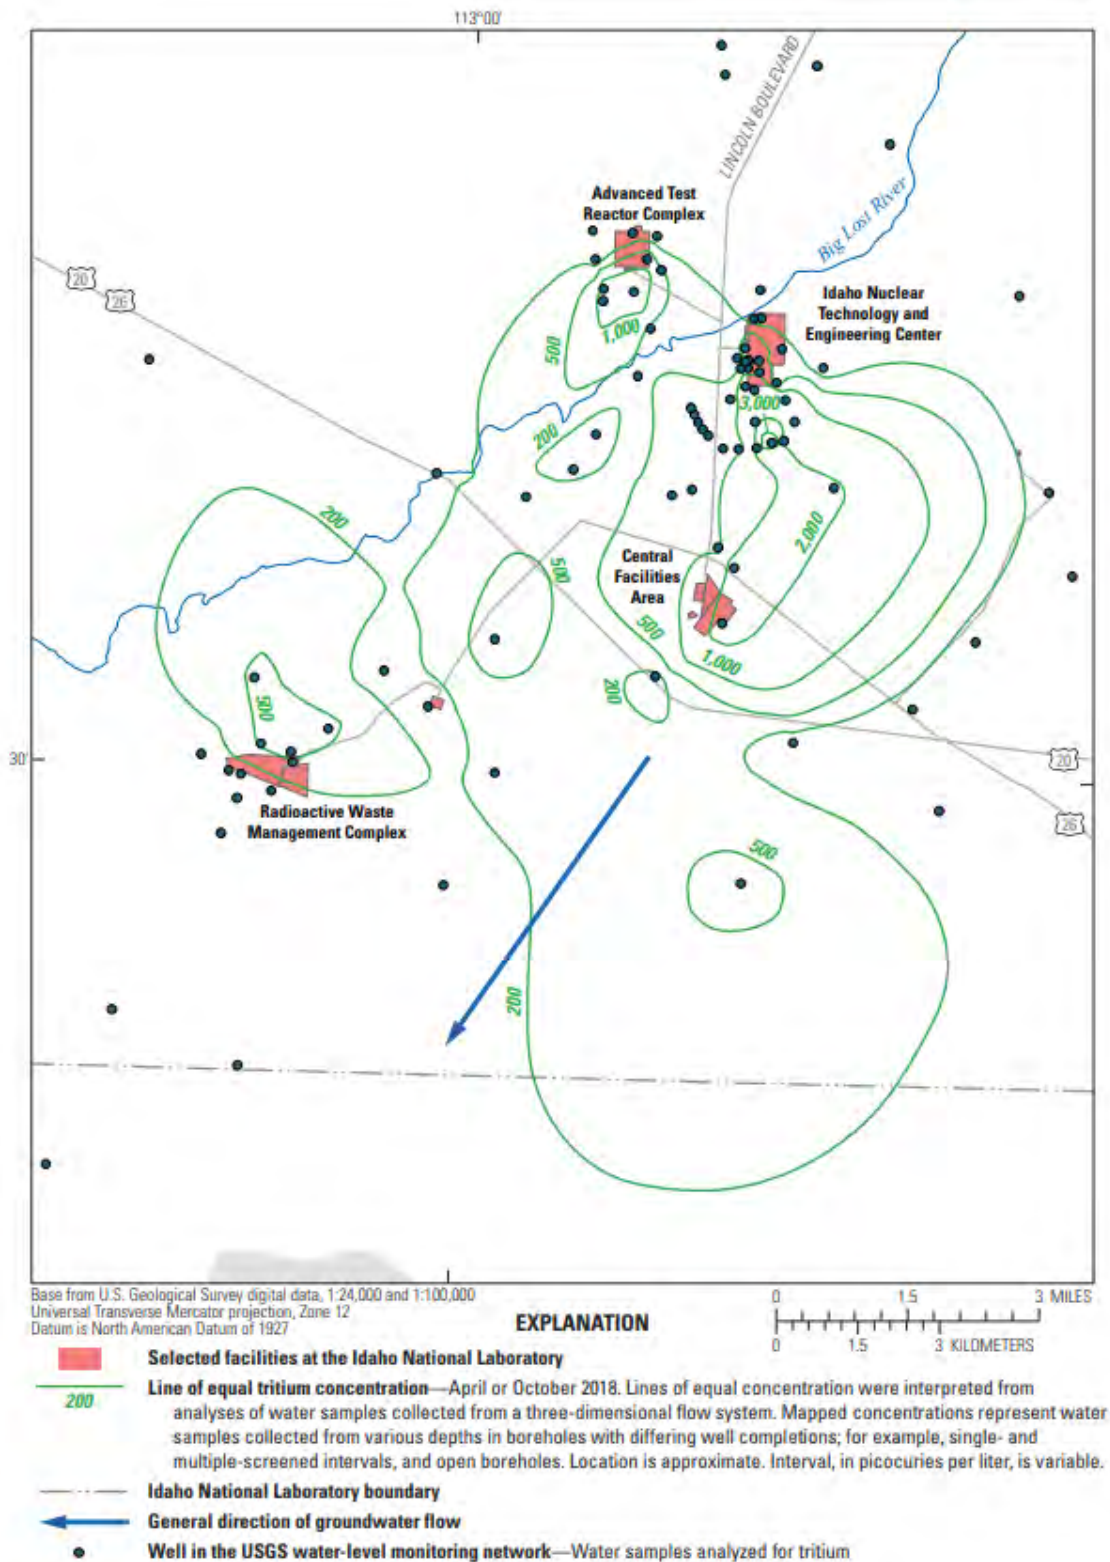 113°00'
LINCOLN BOULEVARD
Advanced Test
Reactor Complex
Big Lost River
20
26
Idaho Nuclear
Technology and
Engineering Center
1,000
500
3,000
200
200
2,000
500
Central
Facilities
Area
500
1,000
200
500
30'
20
26
Radioactive Waste
Management Complex
500
200
Base from U.S. Geological Survey digital data, 1:24,000 and 1:100,000
Universal Transverse Mercator projection, Zone 12
Datum is North American Datum of 1927
0 1.5 3 MILES
0 1.5 3 KILOMETERS
EXPLANATION
Selected facilities at the Idaho National Laboratory
200
Line of equal tritium concentration—April or October 2018. Lines of equal concentration were interpreted from
analyses of water samples collected from a three-dimensional flow system. Mapped concentrations represent water
samples collected from various depths in boreholes with differing well completions; for example, single- and
multiple-screened intervals, and open boreholes. Location is approximate. Interval, in picocuries per liter, is variable.
Idaho National Laboratory boundary
General direction of groundwater flow
Well in the USGS water-level monitoring network—Water samples analyzed for tritium